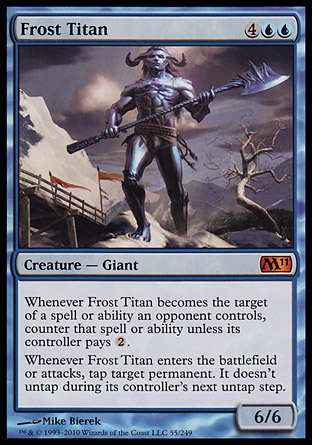 Frost Titan 4
Creature — Giant M11
Whenever Frost Titan becomes the target
of a spell or ability an opponent controls,
counter that spell or ability unless its
controller pays 2.
Whenever Frost Titan enters the battlefield
or attacks, tap target permanent. It doesn't
untap during its controller's next untap step.
Mike Bierek
™ & © 1993–2010 Wizards of the Coast LLC 55/249
6/6